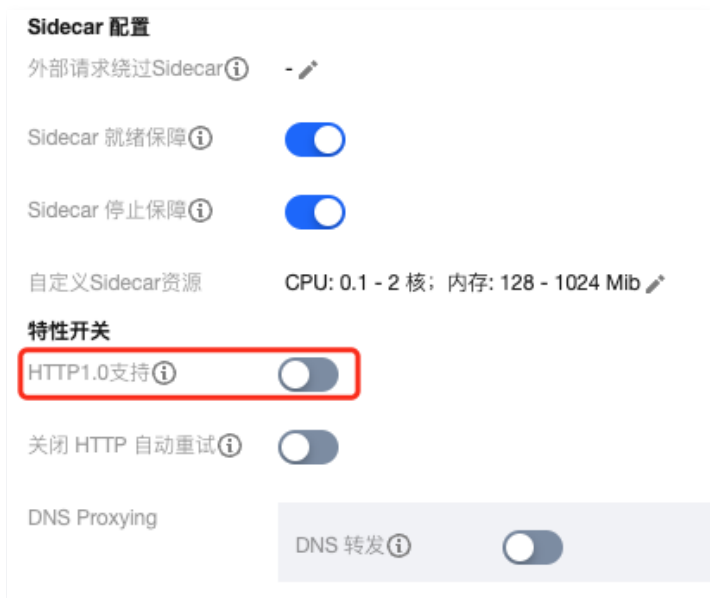 Sidecar 配置
外部请求绕过Sidecar -
Sidecar 就绪保障
Sidecar 停止保障
自定义Sidecar资源 CPU: 0.1 - 2 核；内存: 128 - 1024 Mib
特性开关
HTTP1.0支持
关闭 HTTP 自动重试
DNS Proxying
DNS 转发